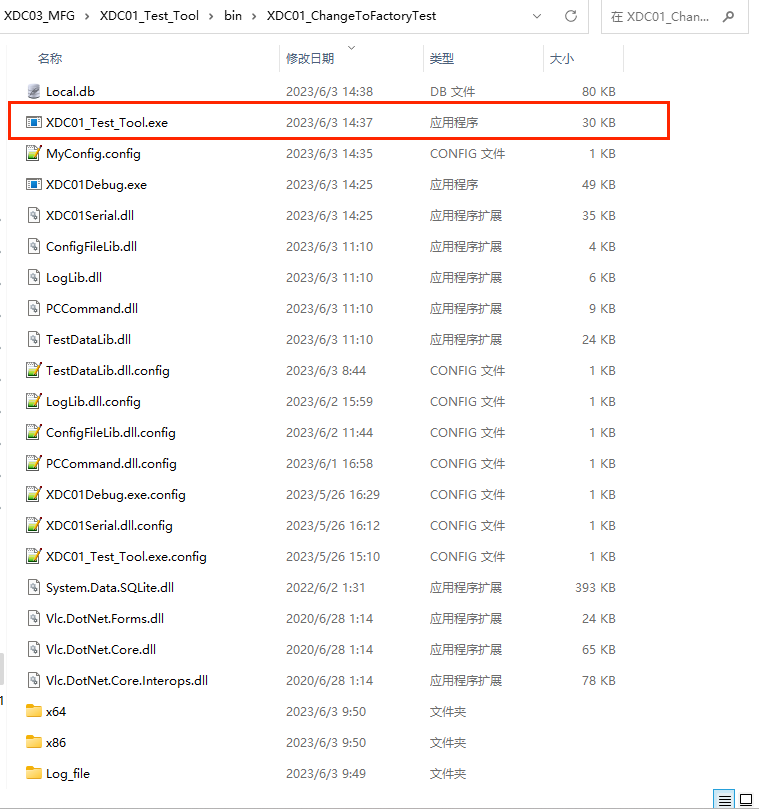 XDC03_MFG › XDC01_Test_Tool › bin › XDC01_ChangeToFactoryTest 在 XDC01_Chan...
名称 修改日期 类型 大小
Local.db 2023/6/3 14:38 DB 文件 80 KB
XDC01_Test_Tool.exe 2023/6/3 14:37 应用程序 30 KB
MyConfig.config 2023/6/3 14:35 CONFIG 文件 1 KB
XDC01Debug.exe 2023/6/3 14:25 应用程序 49 KB
XDC01Serial.dll 2023/6/3 14:25 应用程序扩展 35 KB
ConfigFileLib.dll 2023/6/3 11:10 应用程序扩展 4 KB
LogLib.dll 2023/6/3 11:10 应用程序扩展 6 KB
PCCommand.dll 2023/6/3 11:10 应用程序扩展 9 KB
TestDataLib.dll 2023/6/3 11:10 应用程序扩展 24 KB
TestDataLib.dll.config 2023/6/3 8:44 CONFIG 文件 1 KB
LogLib.dll.config 2023/6/2 15:59 CONFIG 文件 1 KB
ConfigFileLib.dll.config 2023/6/2 11:44 CONFIG 文件 1 KB
PCCommand.dll.config 2023/6/1 16:58 CONFIG 文件 1 KB
XDC01Debug.exe.config 2023/5/26 16:29 CONFIG 文件 1 KB
XDC01Serial.dll.config 2023/5/26 16:12 CONFIG 文件 1 KB
XDC01_Test_Tool.exe.config 2023/5/26 15:10 CONFIG 文件 1 KB
System.Data.SQLite.dll 2022/6/2 1:31 应用程序扩展 393 KB
Vlc.DotNet.Forms.dll 2020/6/28 1:14 应用程序扩展 24 KB
Vlc.DotNet.Core.dll 2020/6/28 1:14 应用程序扩展 65 KB
Vlc.DotNet.Core.Interops.dll 2020/6/28 1:14 应用程序扩展 78 KB
1
x64 2023/6/3 9:50 文件夹
x86 2023/6/3 9:50 文件夹
Log_file 2023/6/3 9:49 文件夹